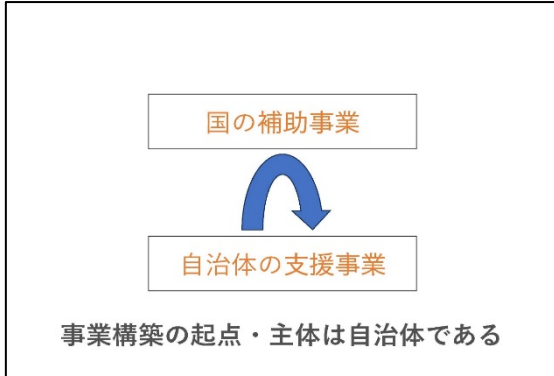 国の補助事業
自治体の支援事業
事業構築の起点・主体は自治体である